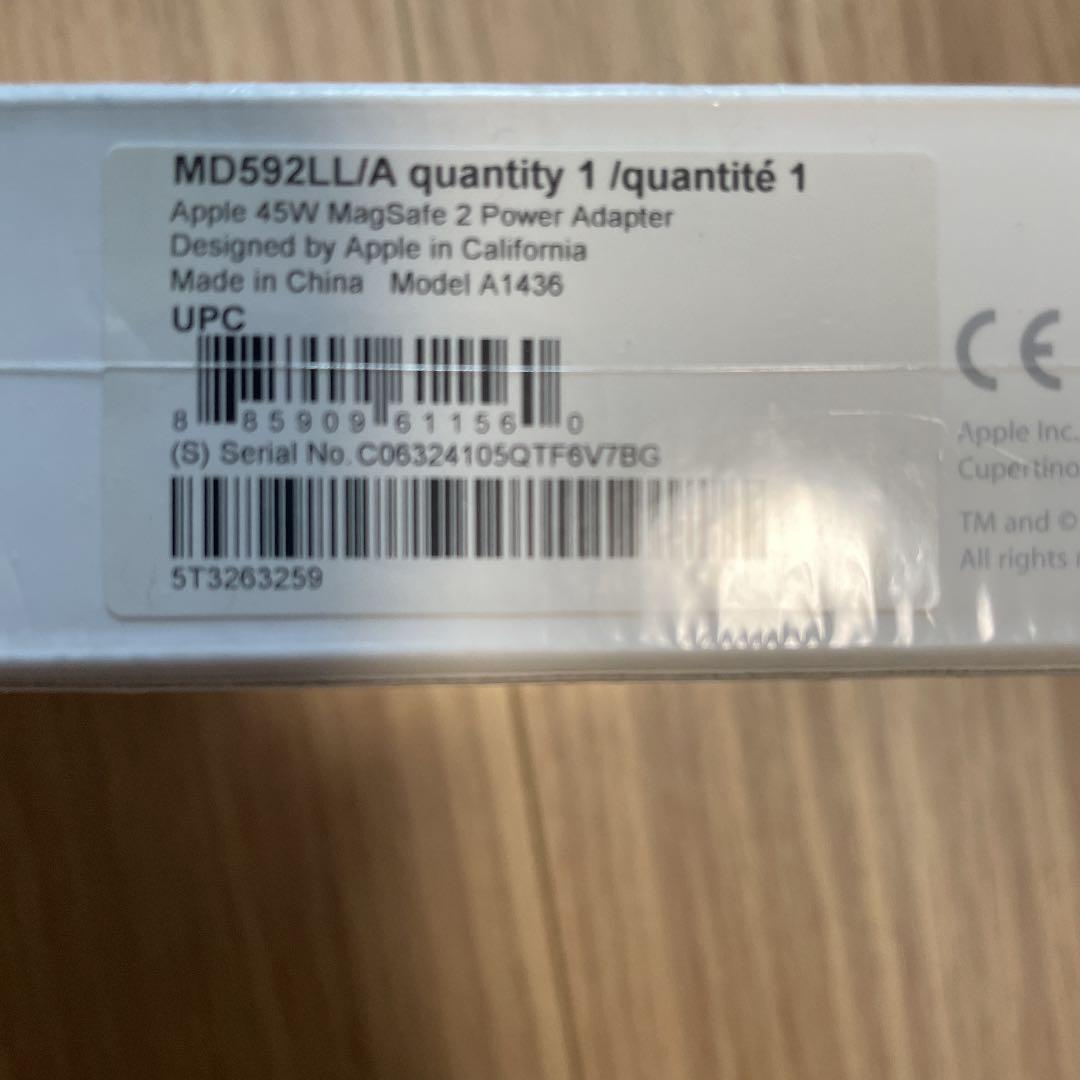 MD592LL/A quantity 1 /quantité 1
Apple 45W MagSafe 2 Power Adapter
Designed by Apple in California
Made in China Model A1436
UPC
8 85909 61156 0
(S) Serial No. C06324105QTF6V7BG
5T3263259
CE
Apple Inc.
Cupertino
TM and ©
All rights